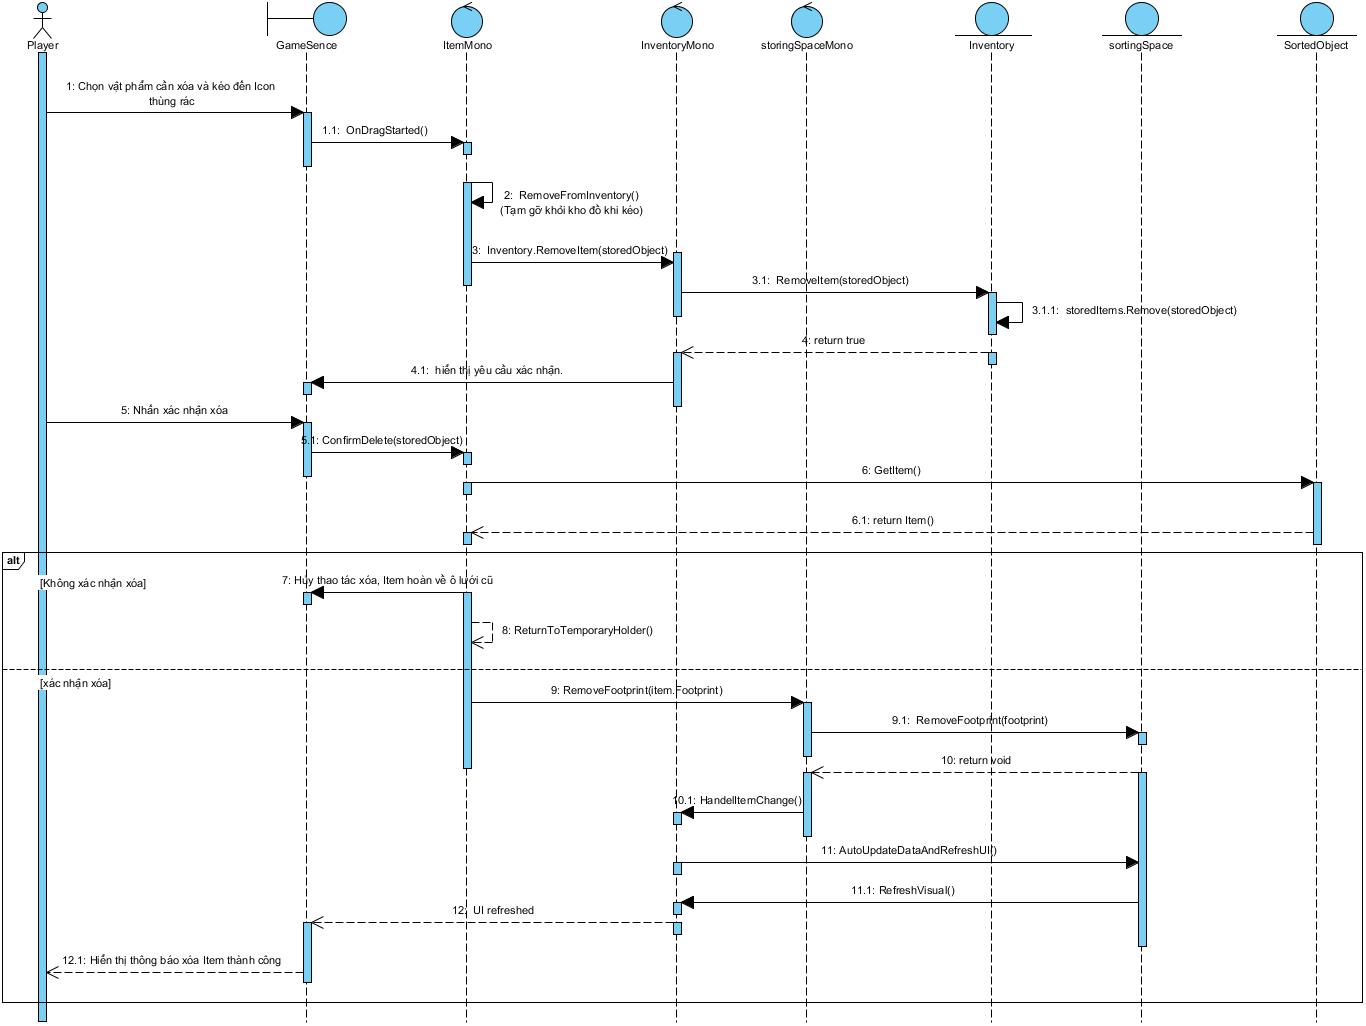 Player
GameSence
ItemMono
InventoryMono
storingSpaceMono
Inventory
sortingSpace
SortedObject
1: Chọn vật phẩm cần xóa và kéo đến Icon
thùng rác
1.1:  OnDragStarted()
2:  RemoveFromInventory()
(Tạm gỡ khỏi kho đồ khi kéo)
3:  Inventory.RemoveItem(storedObject)
3.1:  RemoveItem(storedObject)
3.1.1:  storedItems.Remove(storedObject)
4: return true
4.1:  hiển thị yêu cầu xác nhận.
5: Nhấn xác nhận xóa
5.1: ConfirmDelete(storedObject)
6: GetItem()
6.1: return Item()
alt
[Không xác nhận xóa]
7: Hủy thao tác xóa, Item hoàn về ô lưới cũ
8: ReturnToTemporaryHolder()
[xác nhận xóa]
9: RemoveFootprint(item.Footprint)
9.1:  RemoveFootprint(footprint)
10: return void
10.1: HandelItemChange()
11: AutoUpdateDataAndRefreshUI()
11.1: RefreshVisual()
12:  UI refreshed
12.1: Hiển thị thông báo xóa Item thành công